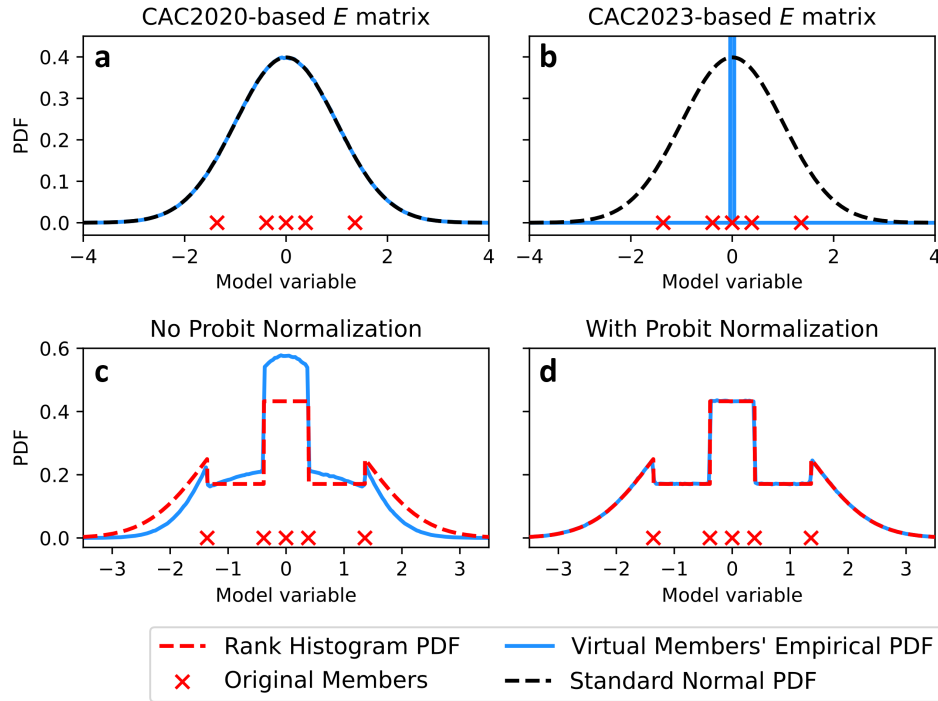 CAC2020-based E matrix
CAC2023-based E matrix
a
b
PDF
0.4
0.3
0.2
0.1
0.0
−4 −2 0 2 4
−4 −2 0 2 4
Model variable
Model variable
No Probit Normalization
With Probit Normalization
c
d
PDF
0.6
0.4
0.2
0.0
−3 −2 −1 0 1 2 3
−3 −2 −1 0 1 2 3
Model variable
Model variable
Rank Histogram PDF
Virtual Members' Empirical PDF
Original Members
Standard Normal PDF